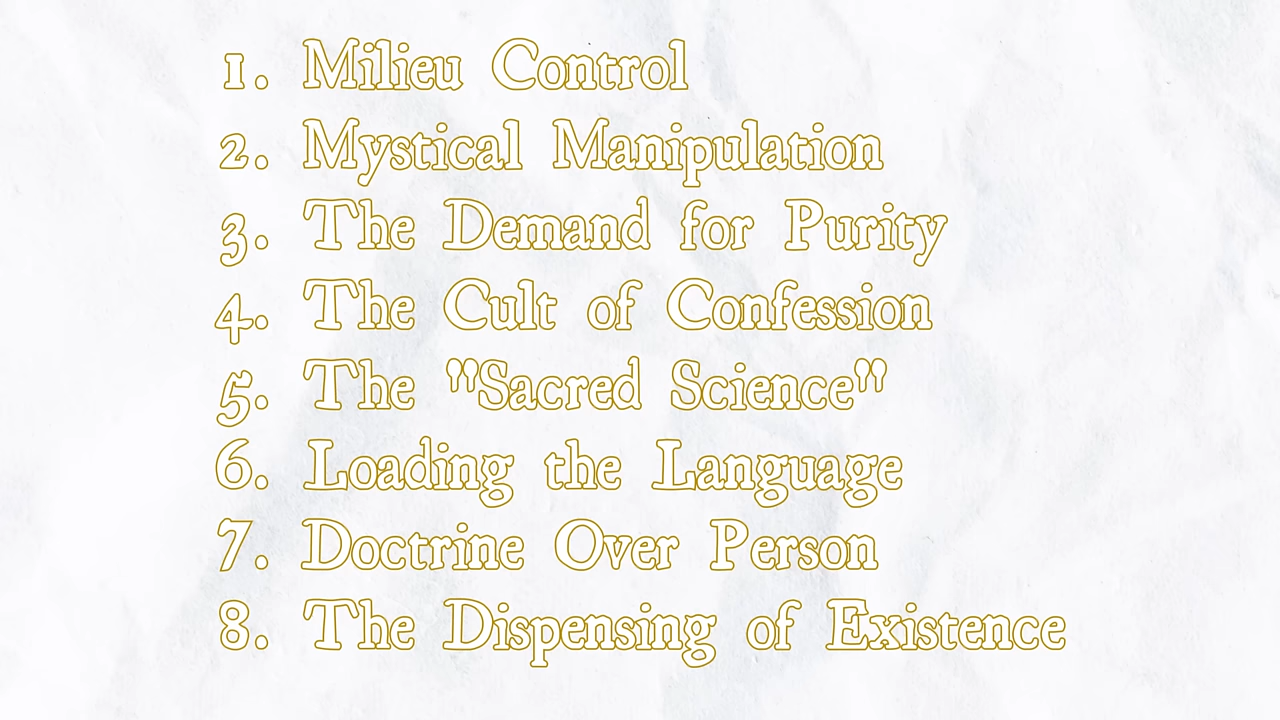 1. Milieu Control
2. Mystical Manipulation
3. The Demand for Purity
4. The Cult of Confession
5. The "Sacred Science"
6. Loading the Language
7. Doctrine Over Person
8. The Dispensing of Existence